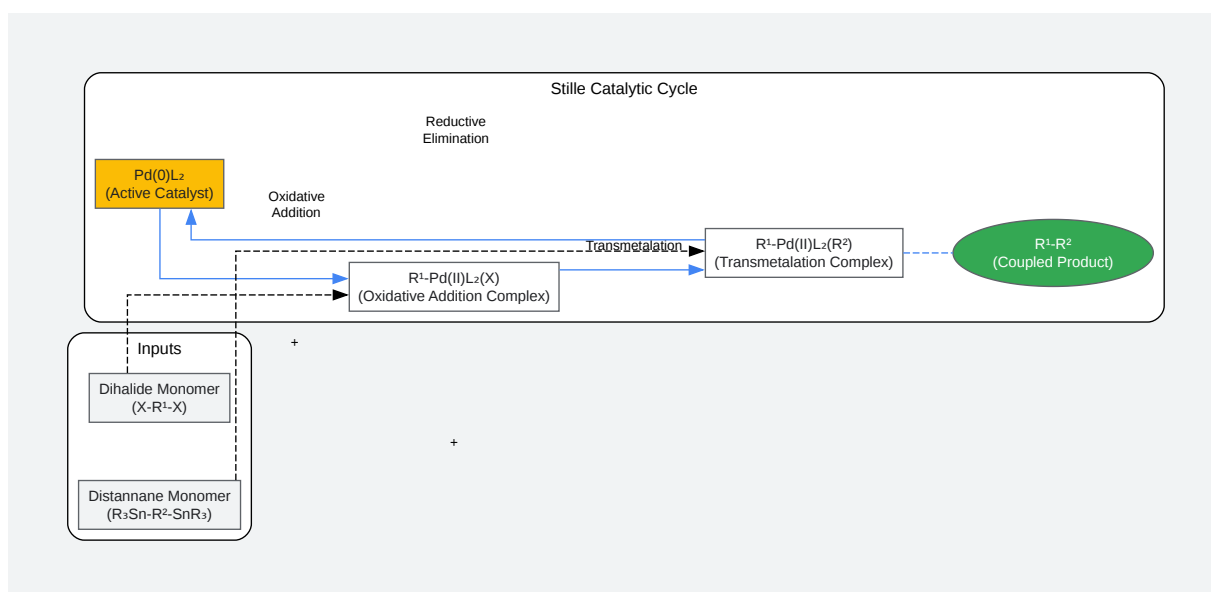 Stille Catalytic Cycle
Reductive
Elimination
Pd(0)L₂
(Active Catalyst)
Oxidative
Addition
Transmetalation
R¹-Pd(II)L₂(R²)
(Transmetalation Complex)
R¹-R²
(Coupled Product)
R¹-Pd(II)L₂(X)
(Oxidative Addition Complex)
Inputs
+
Dihalide Monomer
(X-R¹-X)
+
Distannane Monomer
(R₃Sn-R²-SnR₃)